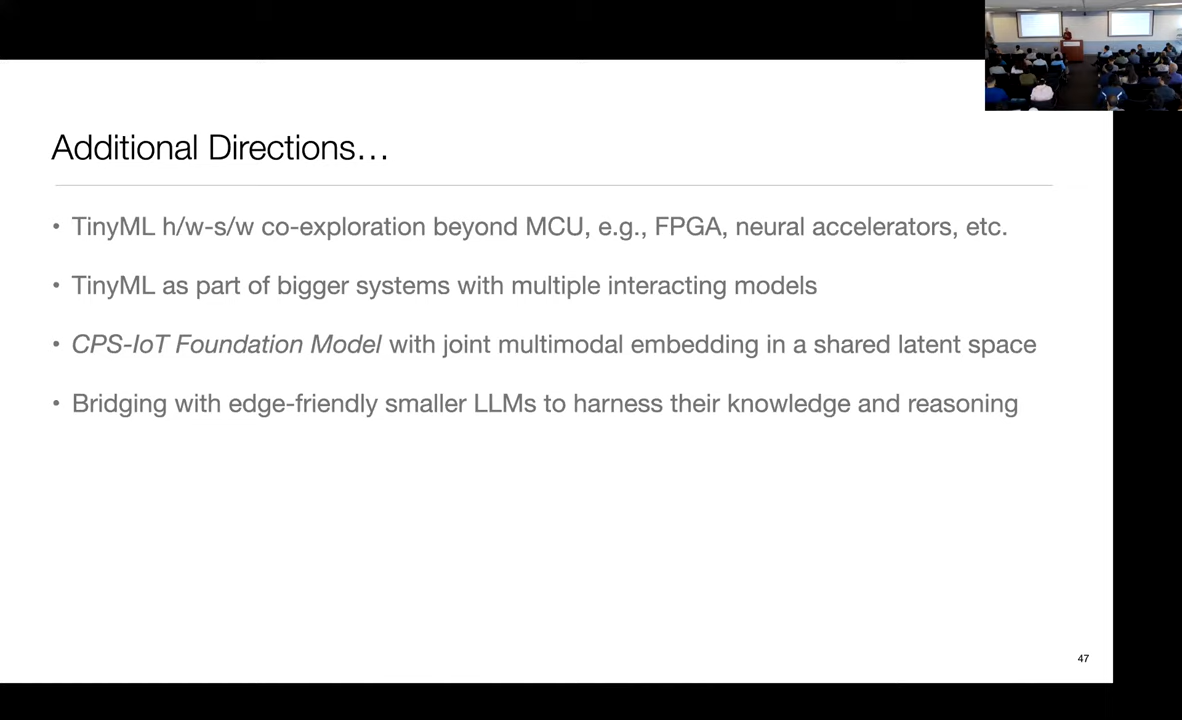 Additional Directions…
• TinyML h/w-s/w co-exploration beyond MCU, e.g., FPGA, neural accelerators, etc.
• TinyML as part of bigger systems with multiple interacting models
• CPS-IoT Foundation Model with joint multimodal embedding in a shared latent space
• Bridging with edge-friendly smaller LLMs to harness their knowledge and reasoning
47